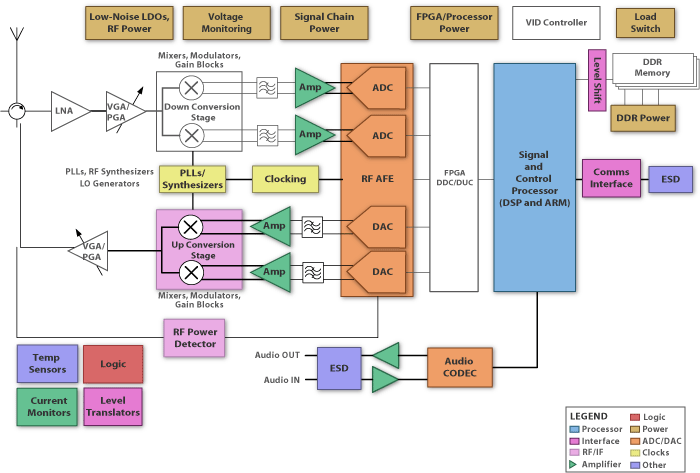 Low-Noise LDOs,
RF Power
Voltage
Monitoring
Signal Chain
Power
FPGA/Processor
Power
VID Controller
Load
Switch
Mixers, Modulators,
Gain Blocks
LNA
VGA/
PGA
Down Conversion
Stage
Amp
Amp
ADC
ADC
RF AFE
FPGA
DDC/DUC
Signal
and
Control
Processor
(DSP and ARM)
Level Shift
DDR
Memory
DDR Power
Comms
Interface
ESD
PLLs, RF Synthesizers
LO Generators
PLLs/
Synthesizers
Clocking
VGA/
PGA
Up Conversion
Stage
Amp
Amp
DAC
DAC
Mixers, Modulators,
Gain Blocks
RF Power
Detector
Temp
Sensors
Logic
Current
Monitors
Level
Translators
Audio OUT
Audio IN
ESD
Audio
CODEC
LEGEND
Processor
Interface
RF/IF
Amplifier
Logic
Power
ADC/DAC
Clocks
Other